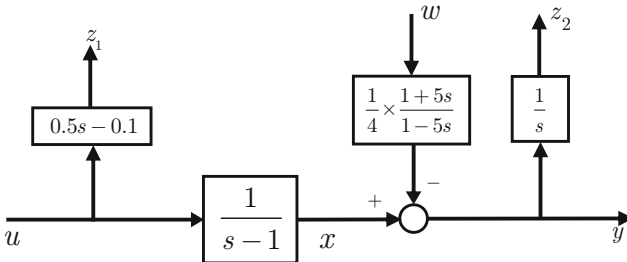 z₁
w
z₂
0.5s−0.1
1/4 × (1+5s)/(1−5s)
1/s
−
+
1/(s−1)
u
x
y